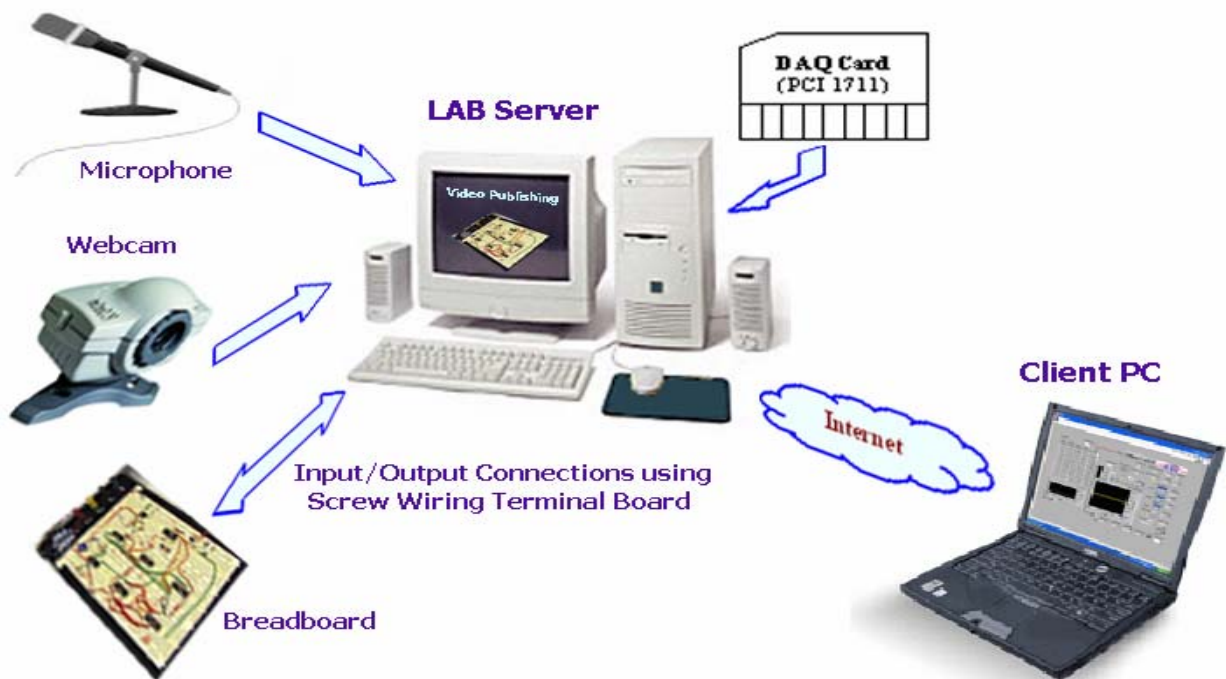 DAQ Card
(PCI 1711)
LAB Server
Microphone
Video Publishing
Webcam
Client PC
Internet
Input/Output Connections using
Screw Wiring Terminal Board
Breadboard